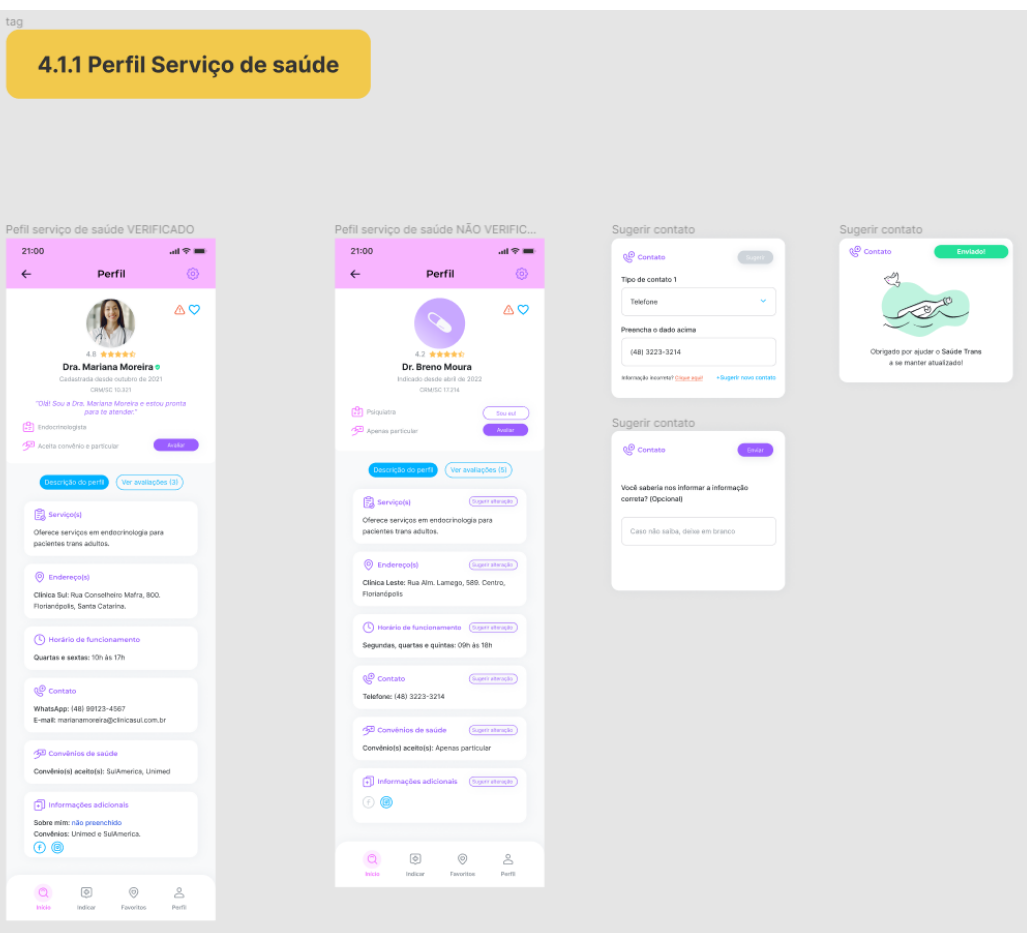 tag
4.1.1 Perfil Serviço de saúde
Pefil serviço de saúde VERIFICADO
21:00
Perfil
4.8
Dra. Mariana Moreira
Cadastrada desde outubro de 2021
CRM/SC 10.821
"Olá! Sou a Dra. Mariana Moreira e estou pronta
para te atender."
Endocrinologista
Aceita convênio e particular
Avaliar
Descrição do perfil
Ver avaliações (3)
Serviço(s)
Oferece serviços em endocrinologia para
pacientes trans adultos.
Endereço(s)
Clínica Sul: Rua Conselheiro Mafra, 800.
Florianópolis, Santa Catarina.
Horário de funcionamento
Quartas e sextas: 10h às 17h
Contato
WhatsApp: (48) 99123-4567
E-mail: marianamoreira@clinicasul.com.br
Convênios de saúde
Convênio(s) aceito(s): SulAmerica, Unimed
Informações adicionais
Sobre mim: não preenchido
Convênios: Unimed e SulAmerica.
Início
Indicar
Favoritos
Perfil
Pefil serviço de saúde NÃO VERIFIC...
21:00
Perfil
4.2
Dr. Breno Moura
Indicado desde abril de 2022
CRM/SC 17.214
Psiquiatra
Sou eu!
Apenas particular
Avaliar
Descrição do perfil
Ver avaliações (5)
Serviço(s)
Sugerir alteração
Oferece serviços em endocrinologia para
pacientes trans adultos.
Endereço(s)
Sugerir alteração
Clínica Leste: Rua Alm. Lamego, 589. Centro,
Florianópolis
Horário de funcionamento
Sugerir alteração
Segundas, quartas e quintas: 09h às 18h
Contato
Sugerir alteração
Telefone: (48) 3223-3214
Convênios de saúde
Sugerir alteração
Convênio(s) aceito(s): Apenas particular
Informações adicionais
Sugerir alteração
Início
Indicar
Favoritos
Perfil
Sugerir contato
Contato
Sugerir
Tipo de contato 1
Telefone
Preencha o dado acima
(48) 3223-3214
Informação incorreta? Clique aqui!
+Sugerir novo contato
Sugerir contato
Contato
Enviar
Você saberia nos informar a informação
correta? (Opcional)
Caso não saiba, deixe em branco
Sugerir contato
Contato
Enviado!
Obrigado por ajudar o Saúde Trans
a se manter atualizado!